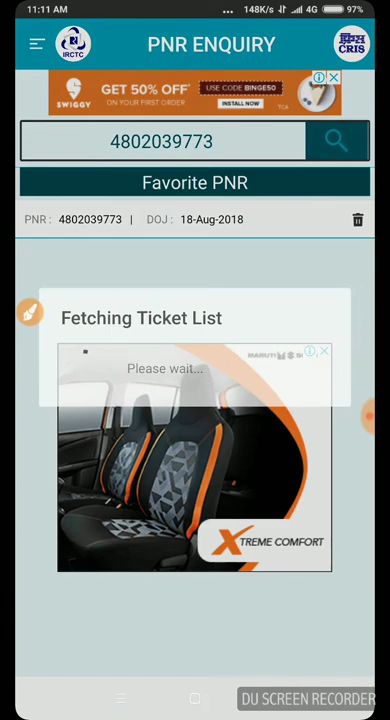 11:11 AM ... 148K/s 4G 97%
IRCTC
PNR ENQUIRY
CRIS
SWIGGY
GET 50% OFF*
ON YOUR FIRST ORDER
USE CODE BINGE50
INSTALL NOW
TCA
4802039773
Favorite PNR
PNR : 4802039773 | DOJ : 18-Aug-2018
Fetching Ticket List
MARUTI
Please wait...
XTREME COMFORT
DU SCREEN RECORDER